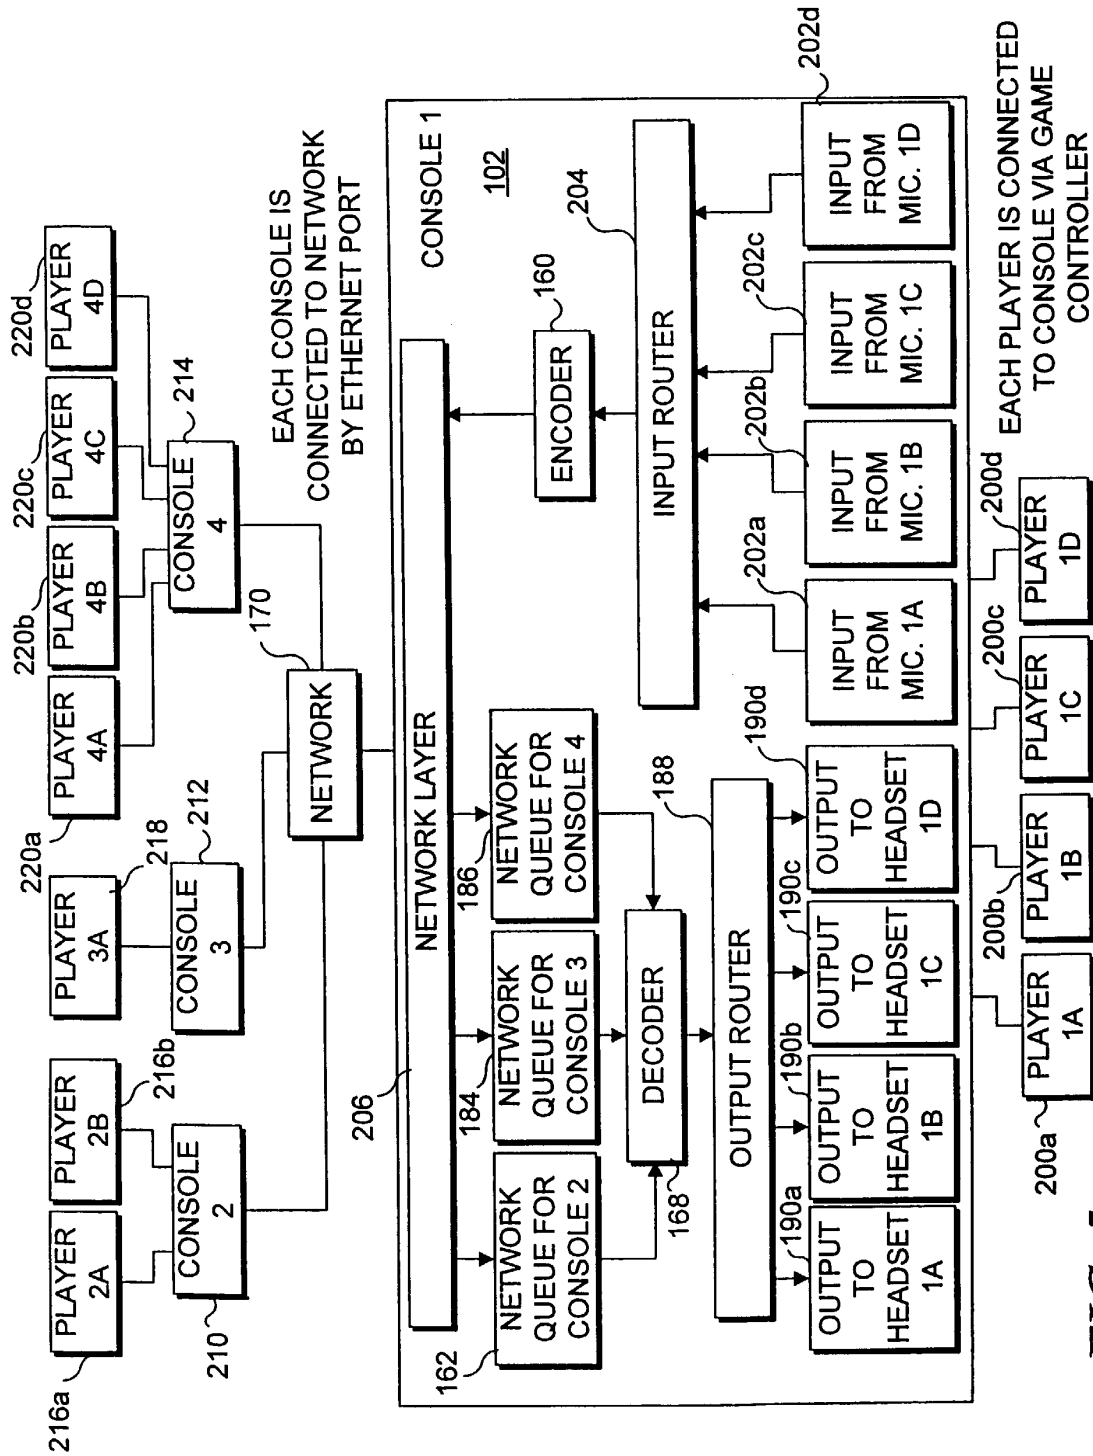 220d
PLAYER
4D
220c
PLAYER
4C
220b
PLAYER
4B
220a
PLAYER
4A
218
PLAYER
3A
216b
PLAYER
2B
216a
PLAYER
2A
214
CONSOLE
4
212
CONSOLE
3
210
CONSOLE
2
170
NETWORK
EACH CONSOLE IS
CONNECTED TO NETWORK
BY ETHERNET PORT
CONSOLE 1
102
206
NETWORK LAYER
162
NETWORK
QUEUE FOR
CONSOLE 2
184
NETWORK
QUEUE FOR
CONSOLE 3
186
NETWORK
QUEUE FOR
CONSOLE 4
160
ENCODER
168
DECODER
204
INPUT ROUTER
188
OUTPUT ROUTER
190a
OUTPUT
TO
HEADSET
1A
190b
OUTPUT
TO
HEADSET
1B
190c
OUTPUT
TO
HEADSET
1C
190d
OUTPUT
TO
HEADSET
1D
202a
INPUT
FROM
MIC. 1A
202b
INPUT
FROM
MIC. 1B
202c
INPUT
FROM
MIC. 1C
202d
INPUT
FROM
MIC. 1D
200a
PLAYER
1A
200b
PLAYER
1B
200c
PLAYER
1C
200d
PLAYER
1D
EACH PLAYER IS CONNECTED
TO CONSOLE VIA GAME
CONTROLLER